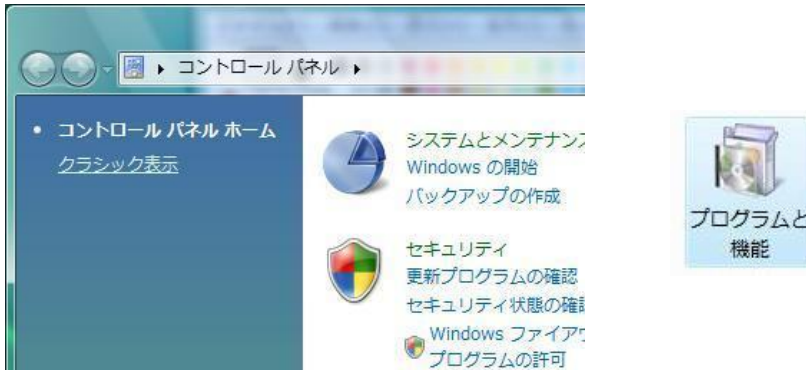 コントロール パネル
コントロール パネル ホーム
クラシック表示
システムとメンテナンス
Windows の開始
バックアップの作成
セキュリティ
更新プログラムの確認
セキュリティ状態の確認
Windows ファイアウ
プログラムの許可
プログラムと
機能